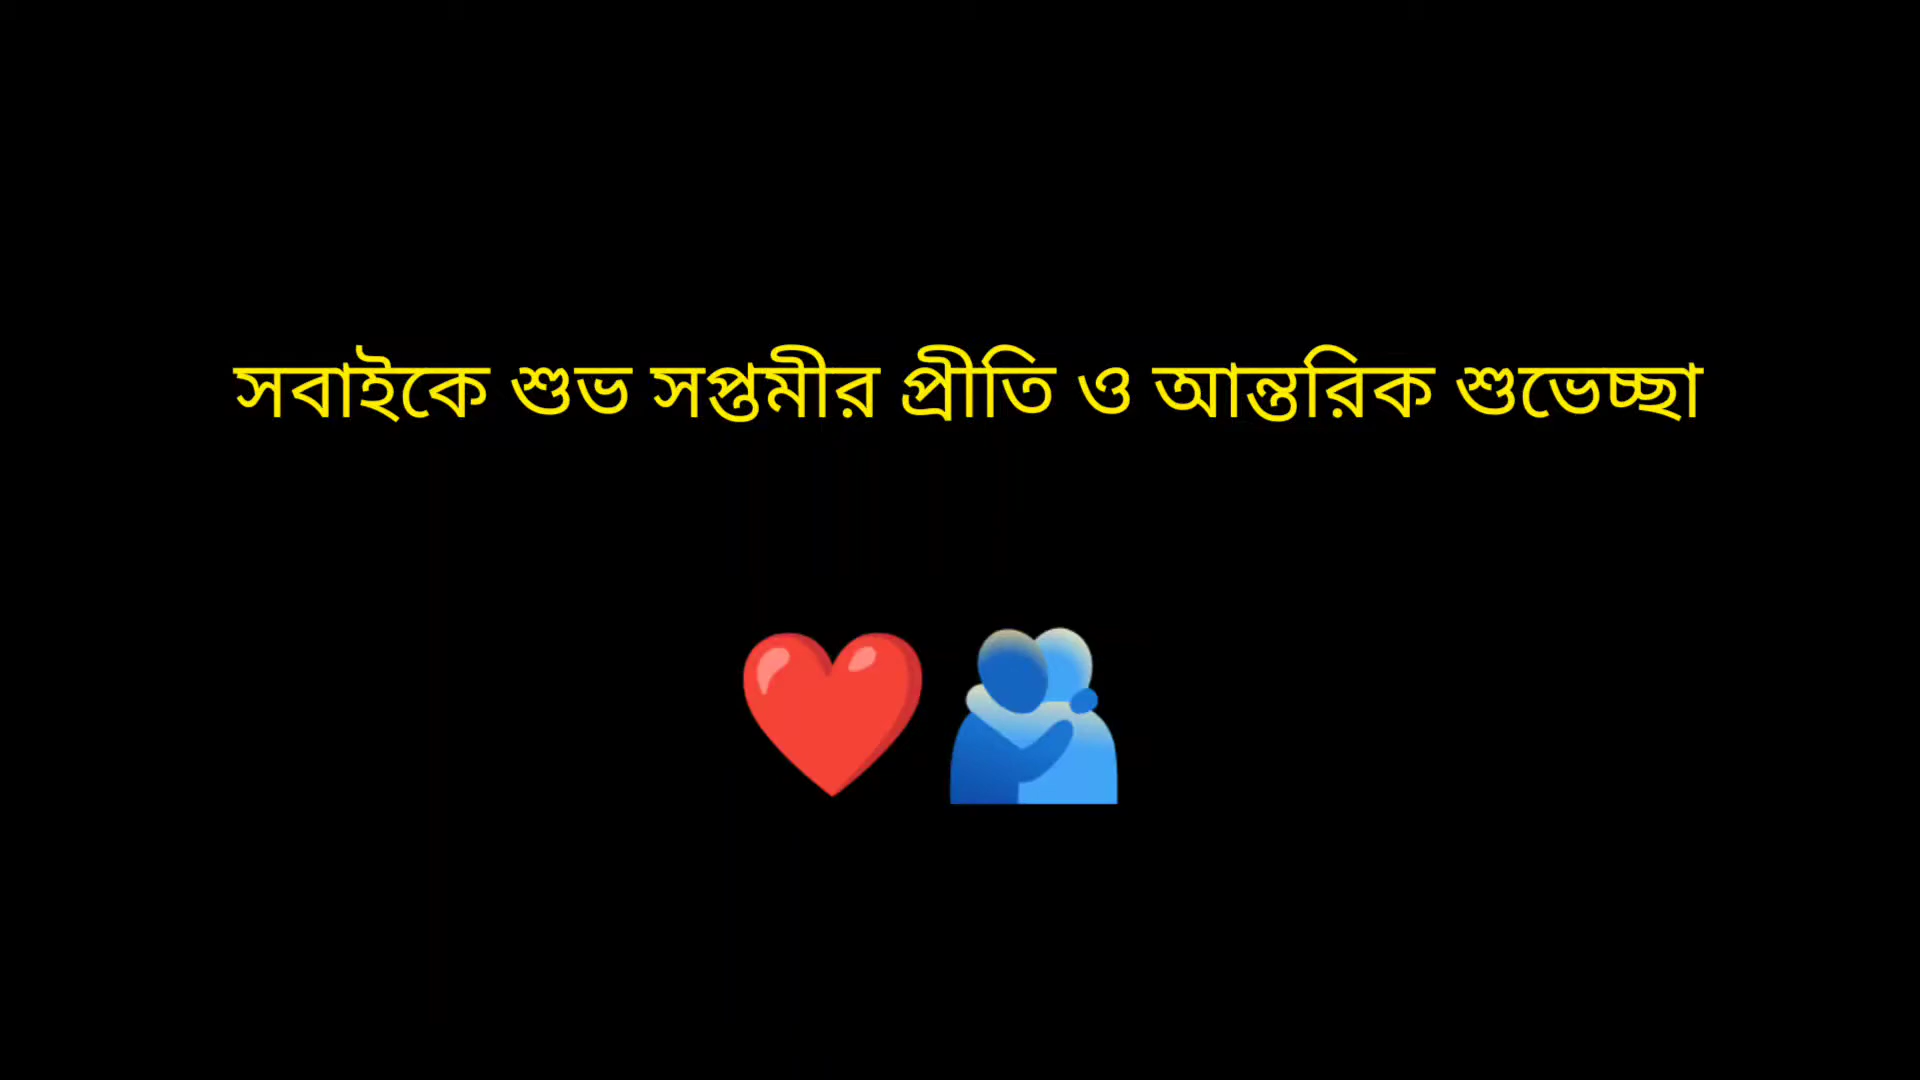 সবাইকে শুভ সপ্তমীর প্রীতি ও আন্তরিক শুভেচ্ছা